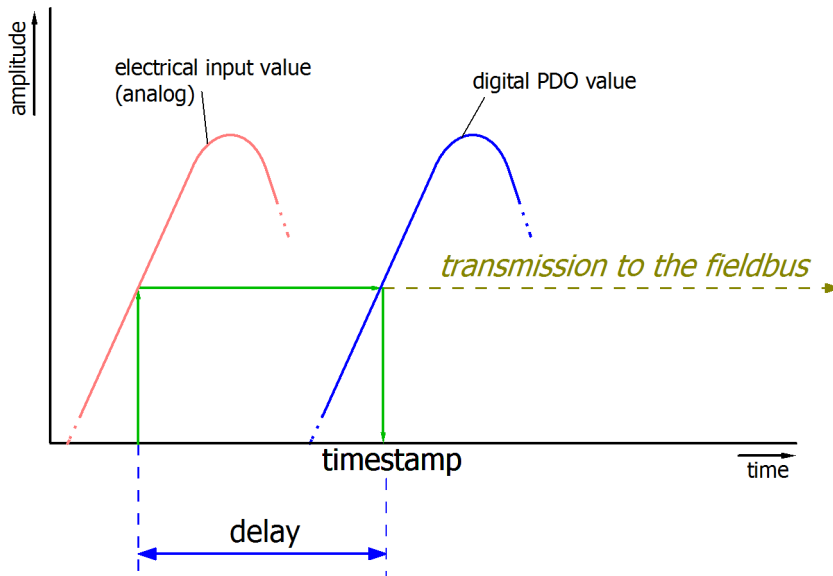 amplitude
electrical input value
(analog)
digital PDO value
transmission to the fieldbus
timestamp
time
delay